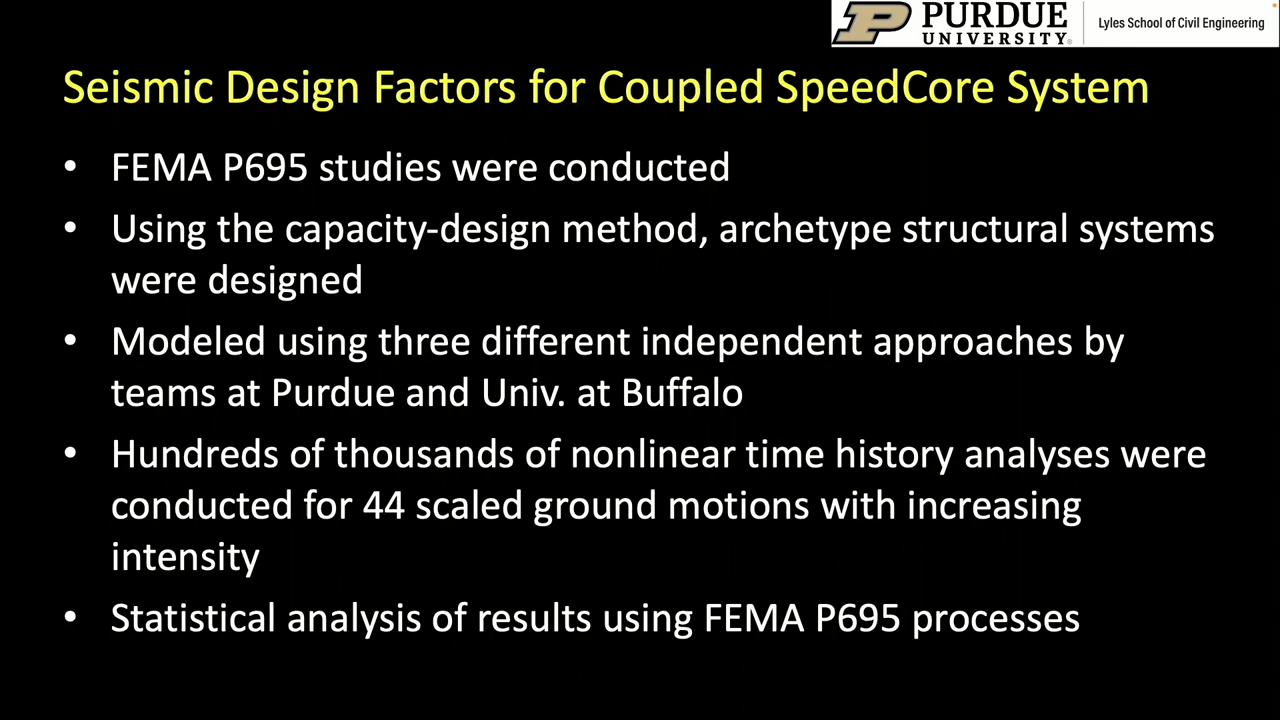 PURDUE
UNIVERSITY®
Lyles School of Civil Engineering
Seismic Design Factors for Coupled SpeedCore System
• FEMA P695 studies were conducted
• Using the capacity-design method, archetype structural systems
were designed
• Modeled using three different independent approaches by
teams at Purdue and Univ. at Buffalo
• Hundreds of thousands of nonlinear time history analyses were
conducted for 44 scaled ground motions with increasing
intensity
• Statistical analysis of results using FEMA P695 processes